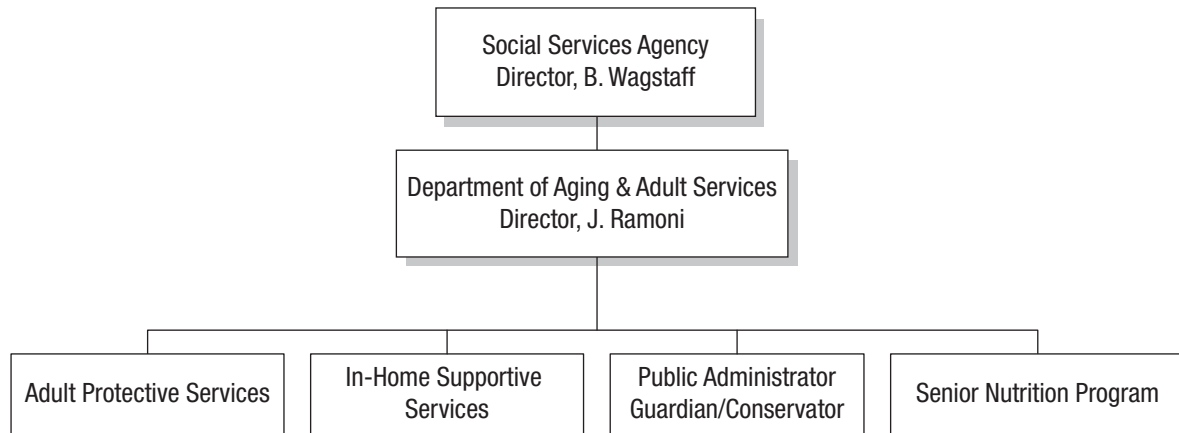 Social Services Agency
Director, B. Wagstaff
Department of Aging & Adult Services
Director, J. Ramoni
Adult Protective Services
In-Home Supportive
Services
Public Administrator
Guardian/Conservator
Senior Nutrition Program